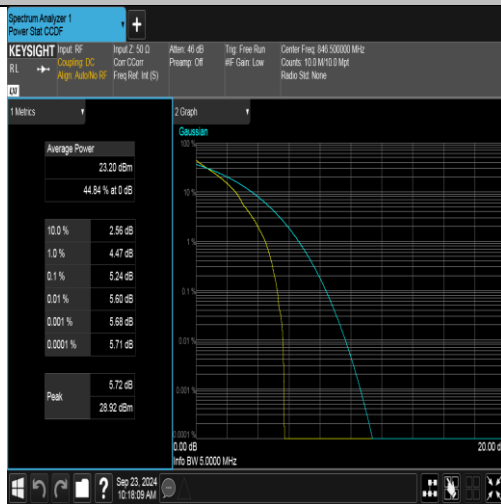 Spectrum Analyzer 1
Power Stat CCDF
KEYSIGHT
RL
LW
Input: RF
Coupling: DC
Align: Auto/No RF
Input Z: 50 Ω
Corr CCorr
Freq Ref: Int (S)
Atten: 46 dB
Preamp: Off
Trig: Free Run
#IF Gain: Low
Center Freq: 846.500000 MHz
Counts: 10.0 M/10.0 Mpt
Radio Std: None
1 Metrics
Average Power
23.20 dBm
44.84 % at 0 dB
10.0 % 2.56 dB
1.0 % 4.47 dB
0.1 % 5.24 dB
0.01 % 5.60 dB
0.001 % 5.68 dB
0.0001 % 5.71 dB
Peak
5.72 dB
28.92 dBm
2 Graph
Gaussian
100 %
10 %
1 %
0.1 %
0.01 %
0.001 %
0.0001 %
0.00 dB
20.00 d
Info BW 5.0000 MHz
Sep 23, 2024
10:18:09 AM